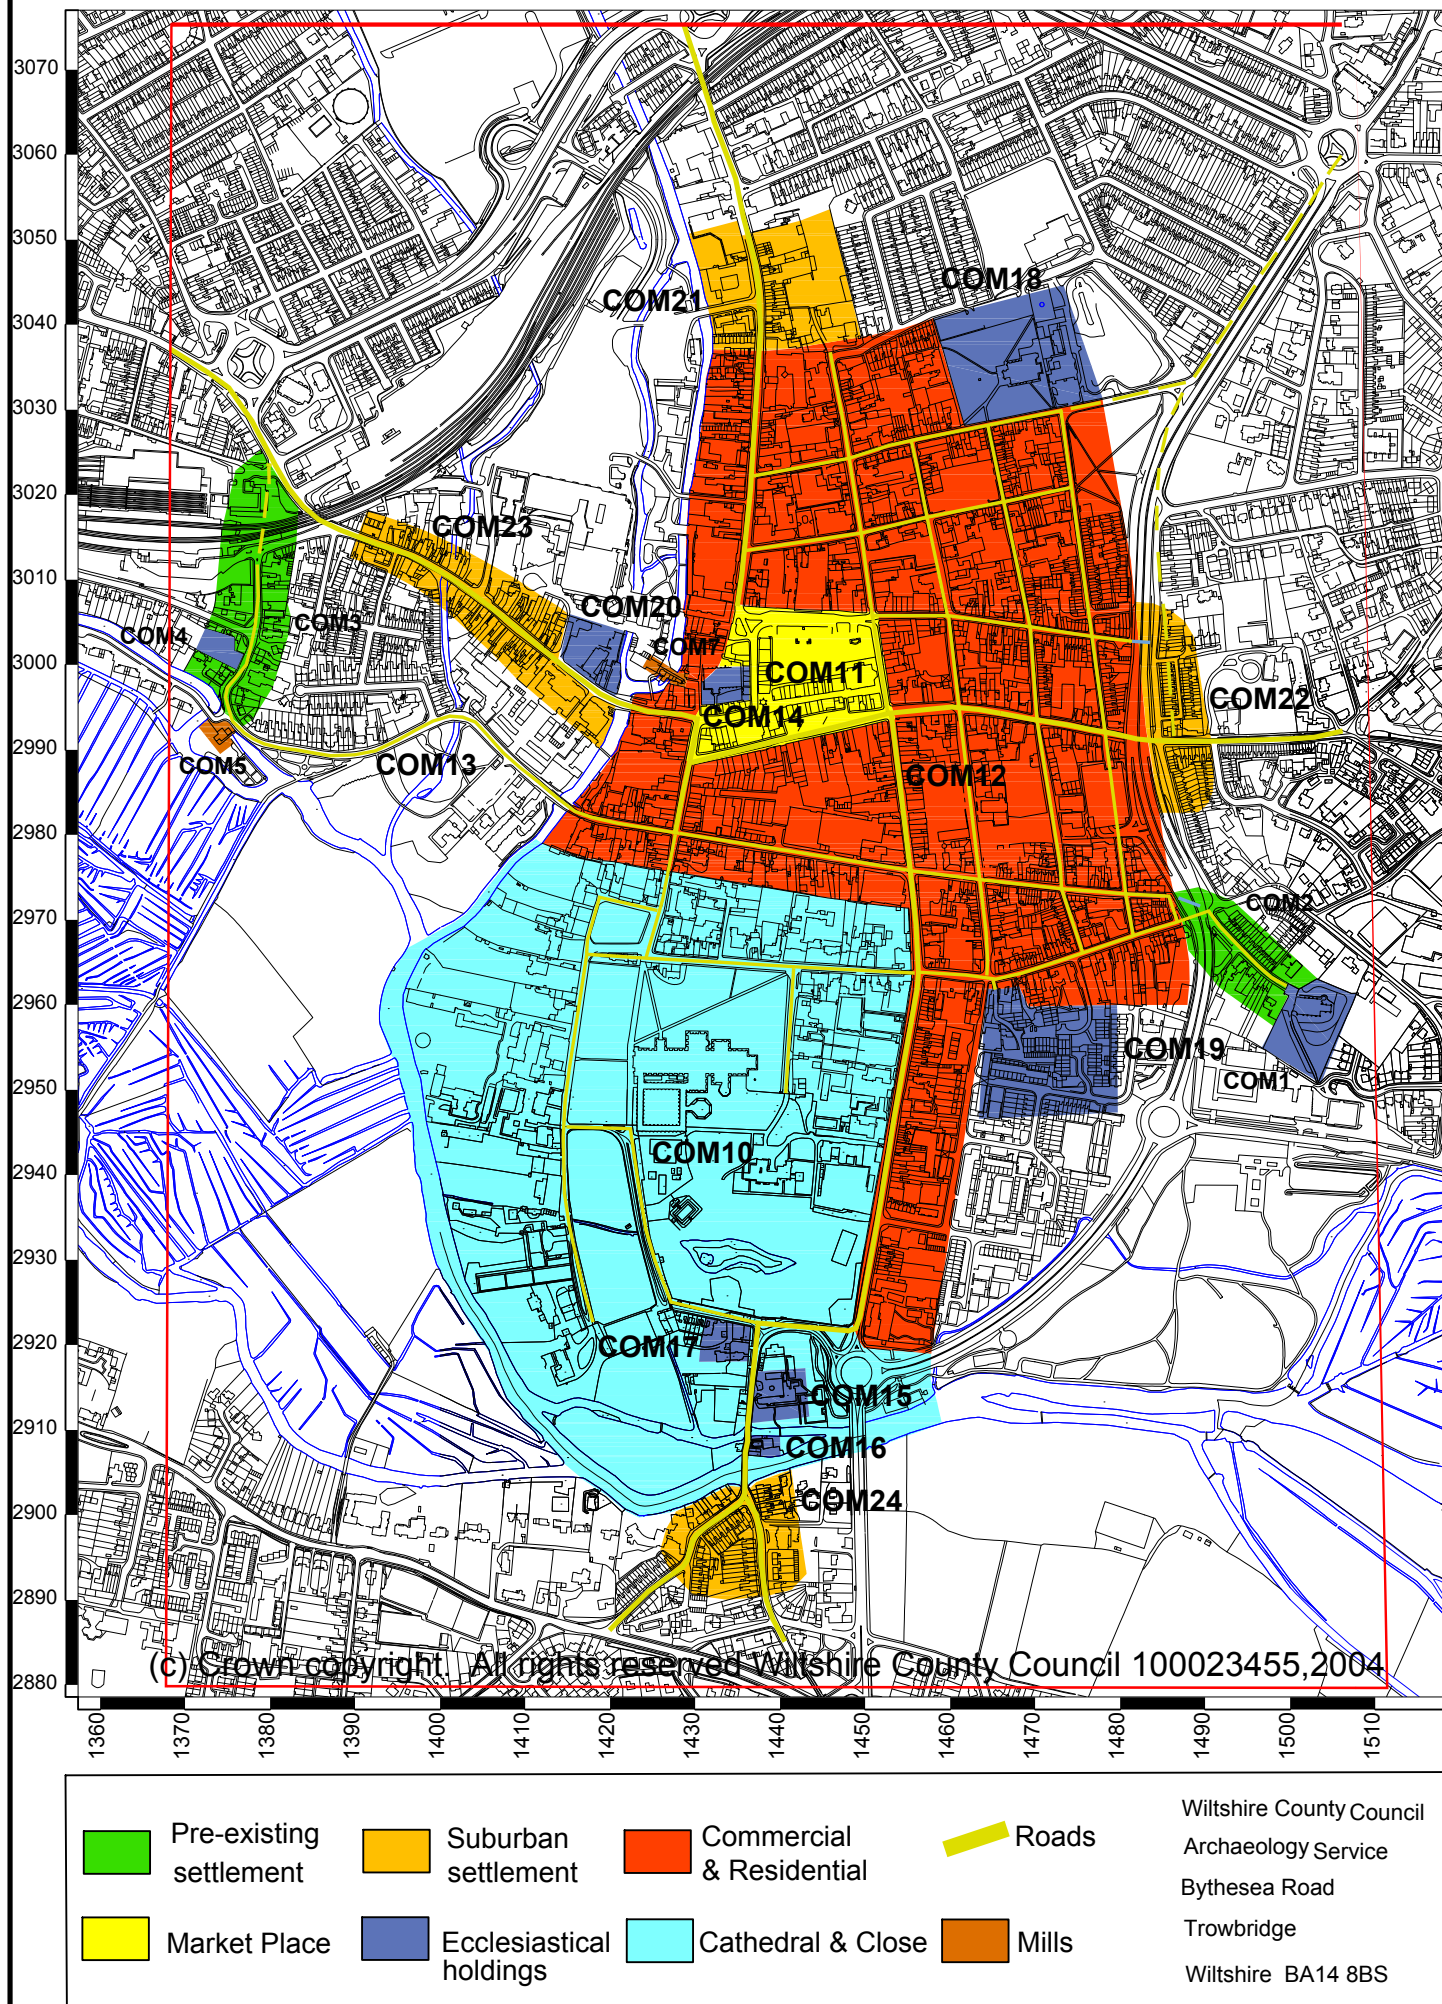 3070
3060
3050
3040
3030
3020
3010
3000
2990
2980
2970
2960
2950
2940
2930
2920
2910
2900
2890
2880
COM18
COM21
COM23
COM20
COM4
COM3
COM7
COM11
COM22
COM14
COM5
COM13
COM12
COM2
COM19
COM1
COM10
COM17
COM15
COM16
COM24
(c) Crown copyright. All rights reserved Wiltshire County Council 100023455,2004
1360
1370
1380
1390
1400
1410
1420
1430
1440
1450
1460
1470
1480
1490
1500
1510
Pre-existing
settlement
Suburban
settlement
Commercial
& Residential
Roads
Market Place
Ecclesiastical
holdings
Cathedral & Close
Mills
Wiltshire County Council
Archaeology Service
Bythesea Road
Trowbridge
Wiltshire BA14 8BS